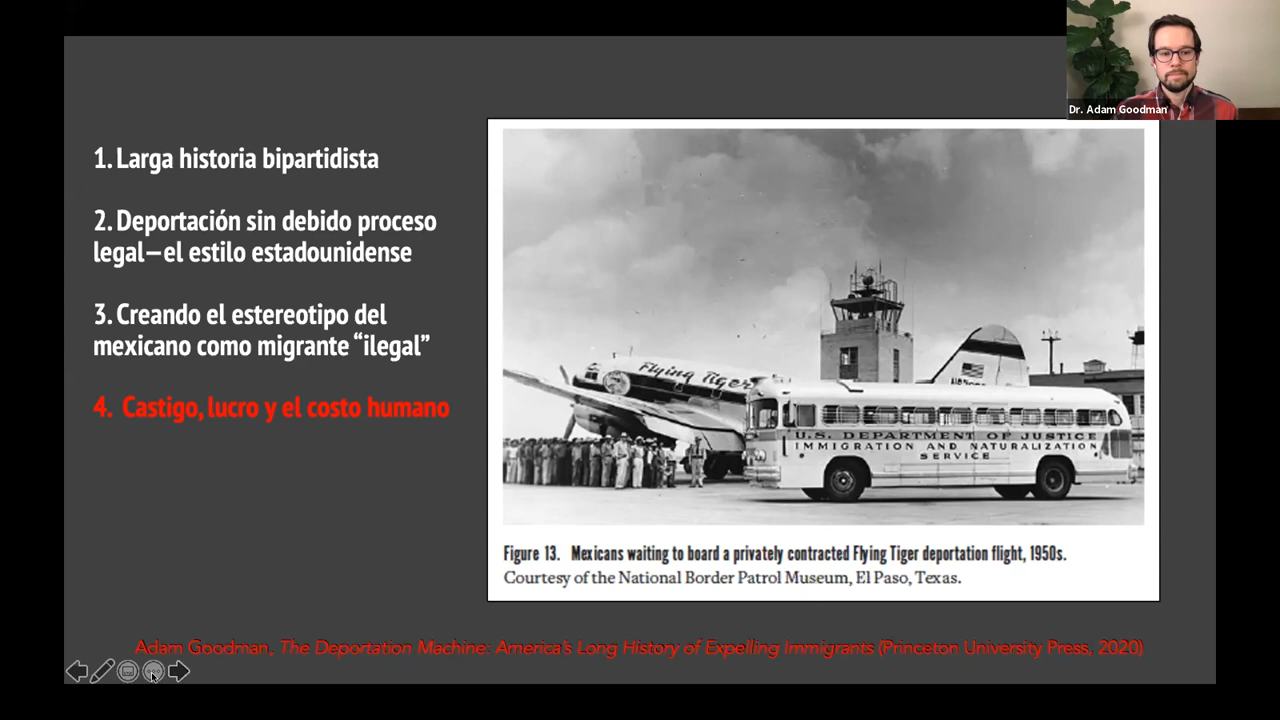 Dr. Adam Goodman
1. Larga historia bipartidista
2. Deportación sin debido proceso
legal—el estilo estadounidense
3. Creando el estereotipo del
mexicano como migrante “ilegal”
4. Castigo, lucro y el costo humano
Flying Tiger
U.S. DEPARTMENT OF JUSTICE
IMMIGRATION AND NATURALIZATION
SERVICE
Figure 13. Mexicans waiting to board a privately contracted Flying Tiger deportation flight, 1950s.
Courtesy of the National Border Patrol Museum, El Paso, Texas.
Adam Goodman, The Deportation Machine: America's Long History of Expelling Immigrants (Princeton University Press, 2020)